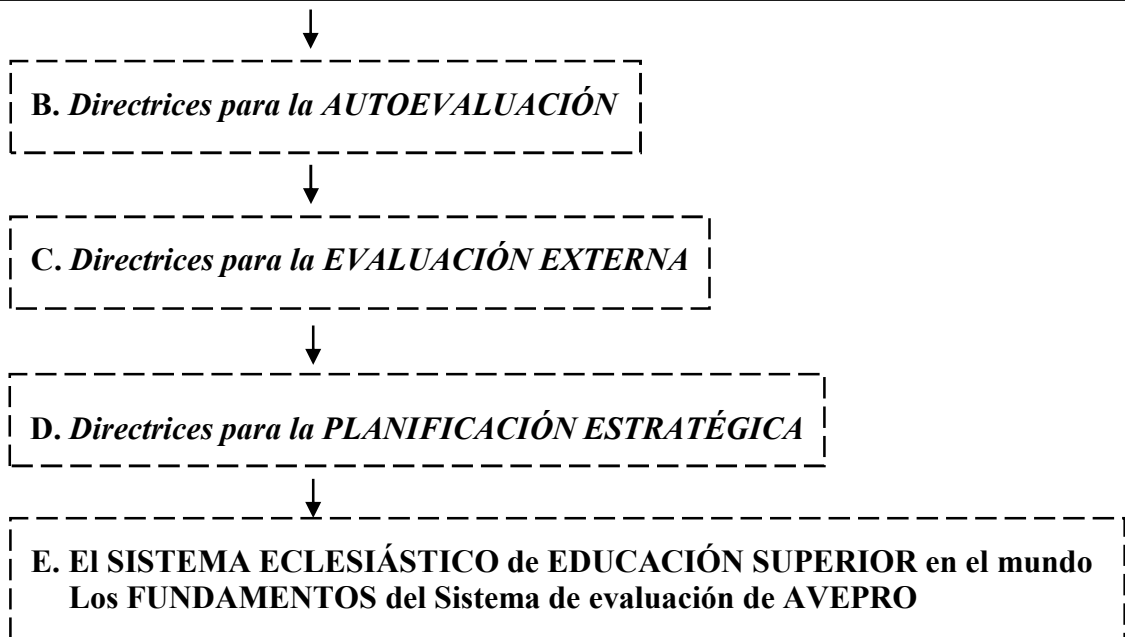 B. Directrices para la AUTOEVALUACIÓN
C. Directrices para la EVALUACIÓN EXTERNA
D. Directrices para la PLANIFICACIÓN ESTRATÉGICA
E. El SISTEMA ECLESIÁSTICO de EDUCACIÓN SUPERIOR en el mundo
Los FUNDAMENTOS del Sistema de evaluación de AVEPRO